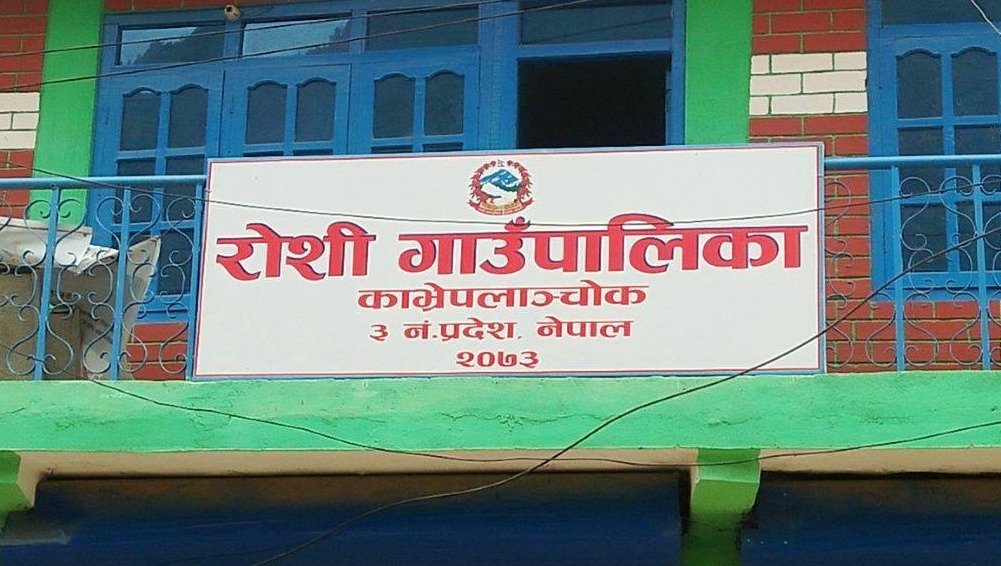 रोशी गाउँपालिका
काभ्रेपलाञ्चोक
३ नं.प्रदेश, नेपाल
२०७३